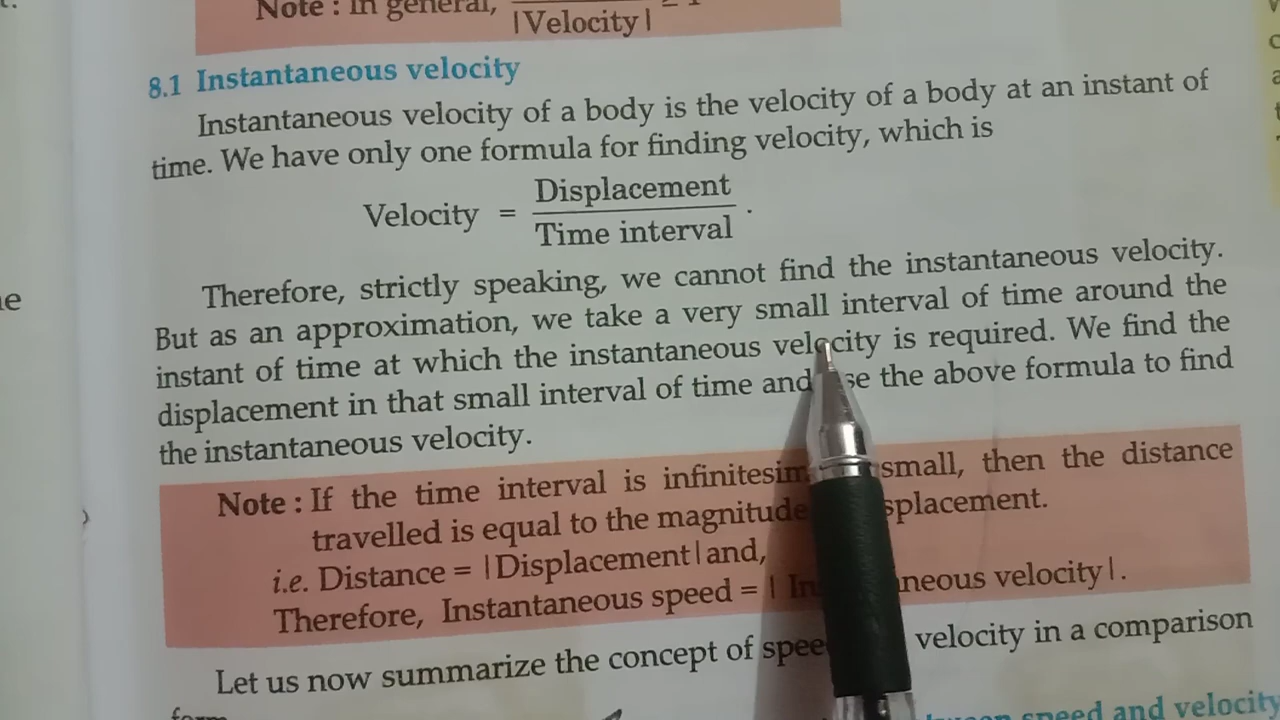 Note : In general,
|Velocity|
8.1 Instantaneous velocity
Instantaneous velocity of a body is the velocity of a body at an instant of
time. We have only one formula for finding velocity, which is
Velocity = Displacement
Time interval .
Therefore, strictly speaking, we cannot find the instantaneous velocity.
But as an approximation, we take a very small interval of time around the
instant of time at which the instantaneous velocity is required. We find the
displacement in that small interval of time and the above formula to find
the instantaneous velocity.
Note : If the time interval is small, then the distance
travelled is equal to the magnitude
i.e. Distance = |Displacement| and,
Therefore, Instantaneous speed = | velocity|.
Let us now summarize the concept of velocity in a comparison
form
speed and velocity